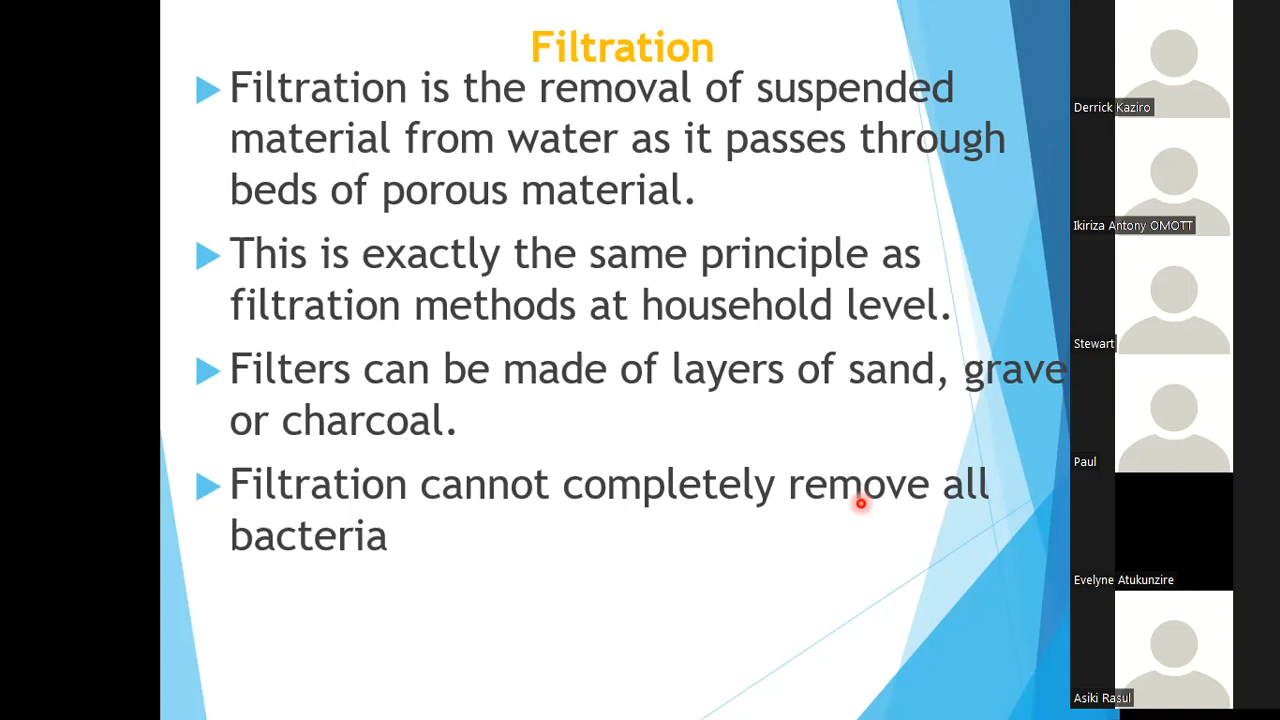 Filtration
Filtration is the removal of suspended
material from water as it passes through
beds of porous material.
This is exactly the same principle as
filtration methods at household level.
Filters can be made of layers of sand, grave
or charcoal.
Filtration cannot completely remove all
bacteria
Derrick Kaziro
Ikiriza Antony OMOTT
Stewart
Paul
Evelyne Atukunzire
Asiki Rasul